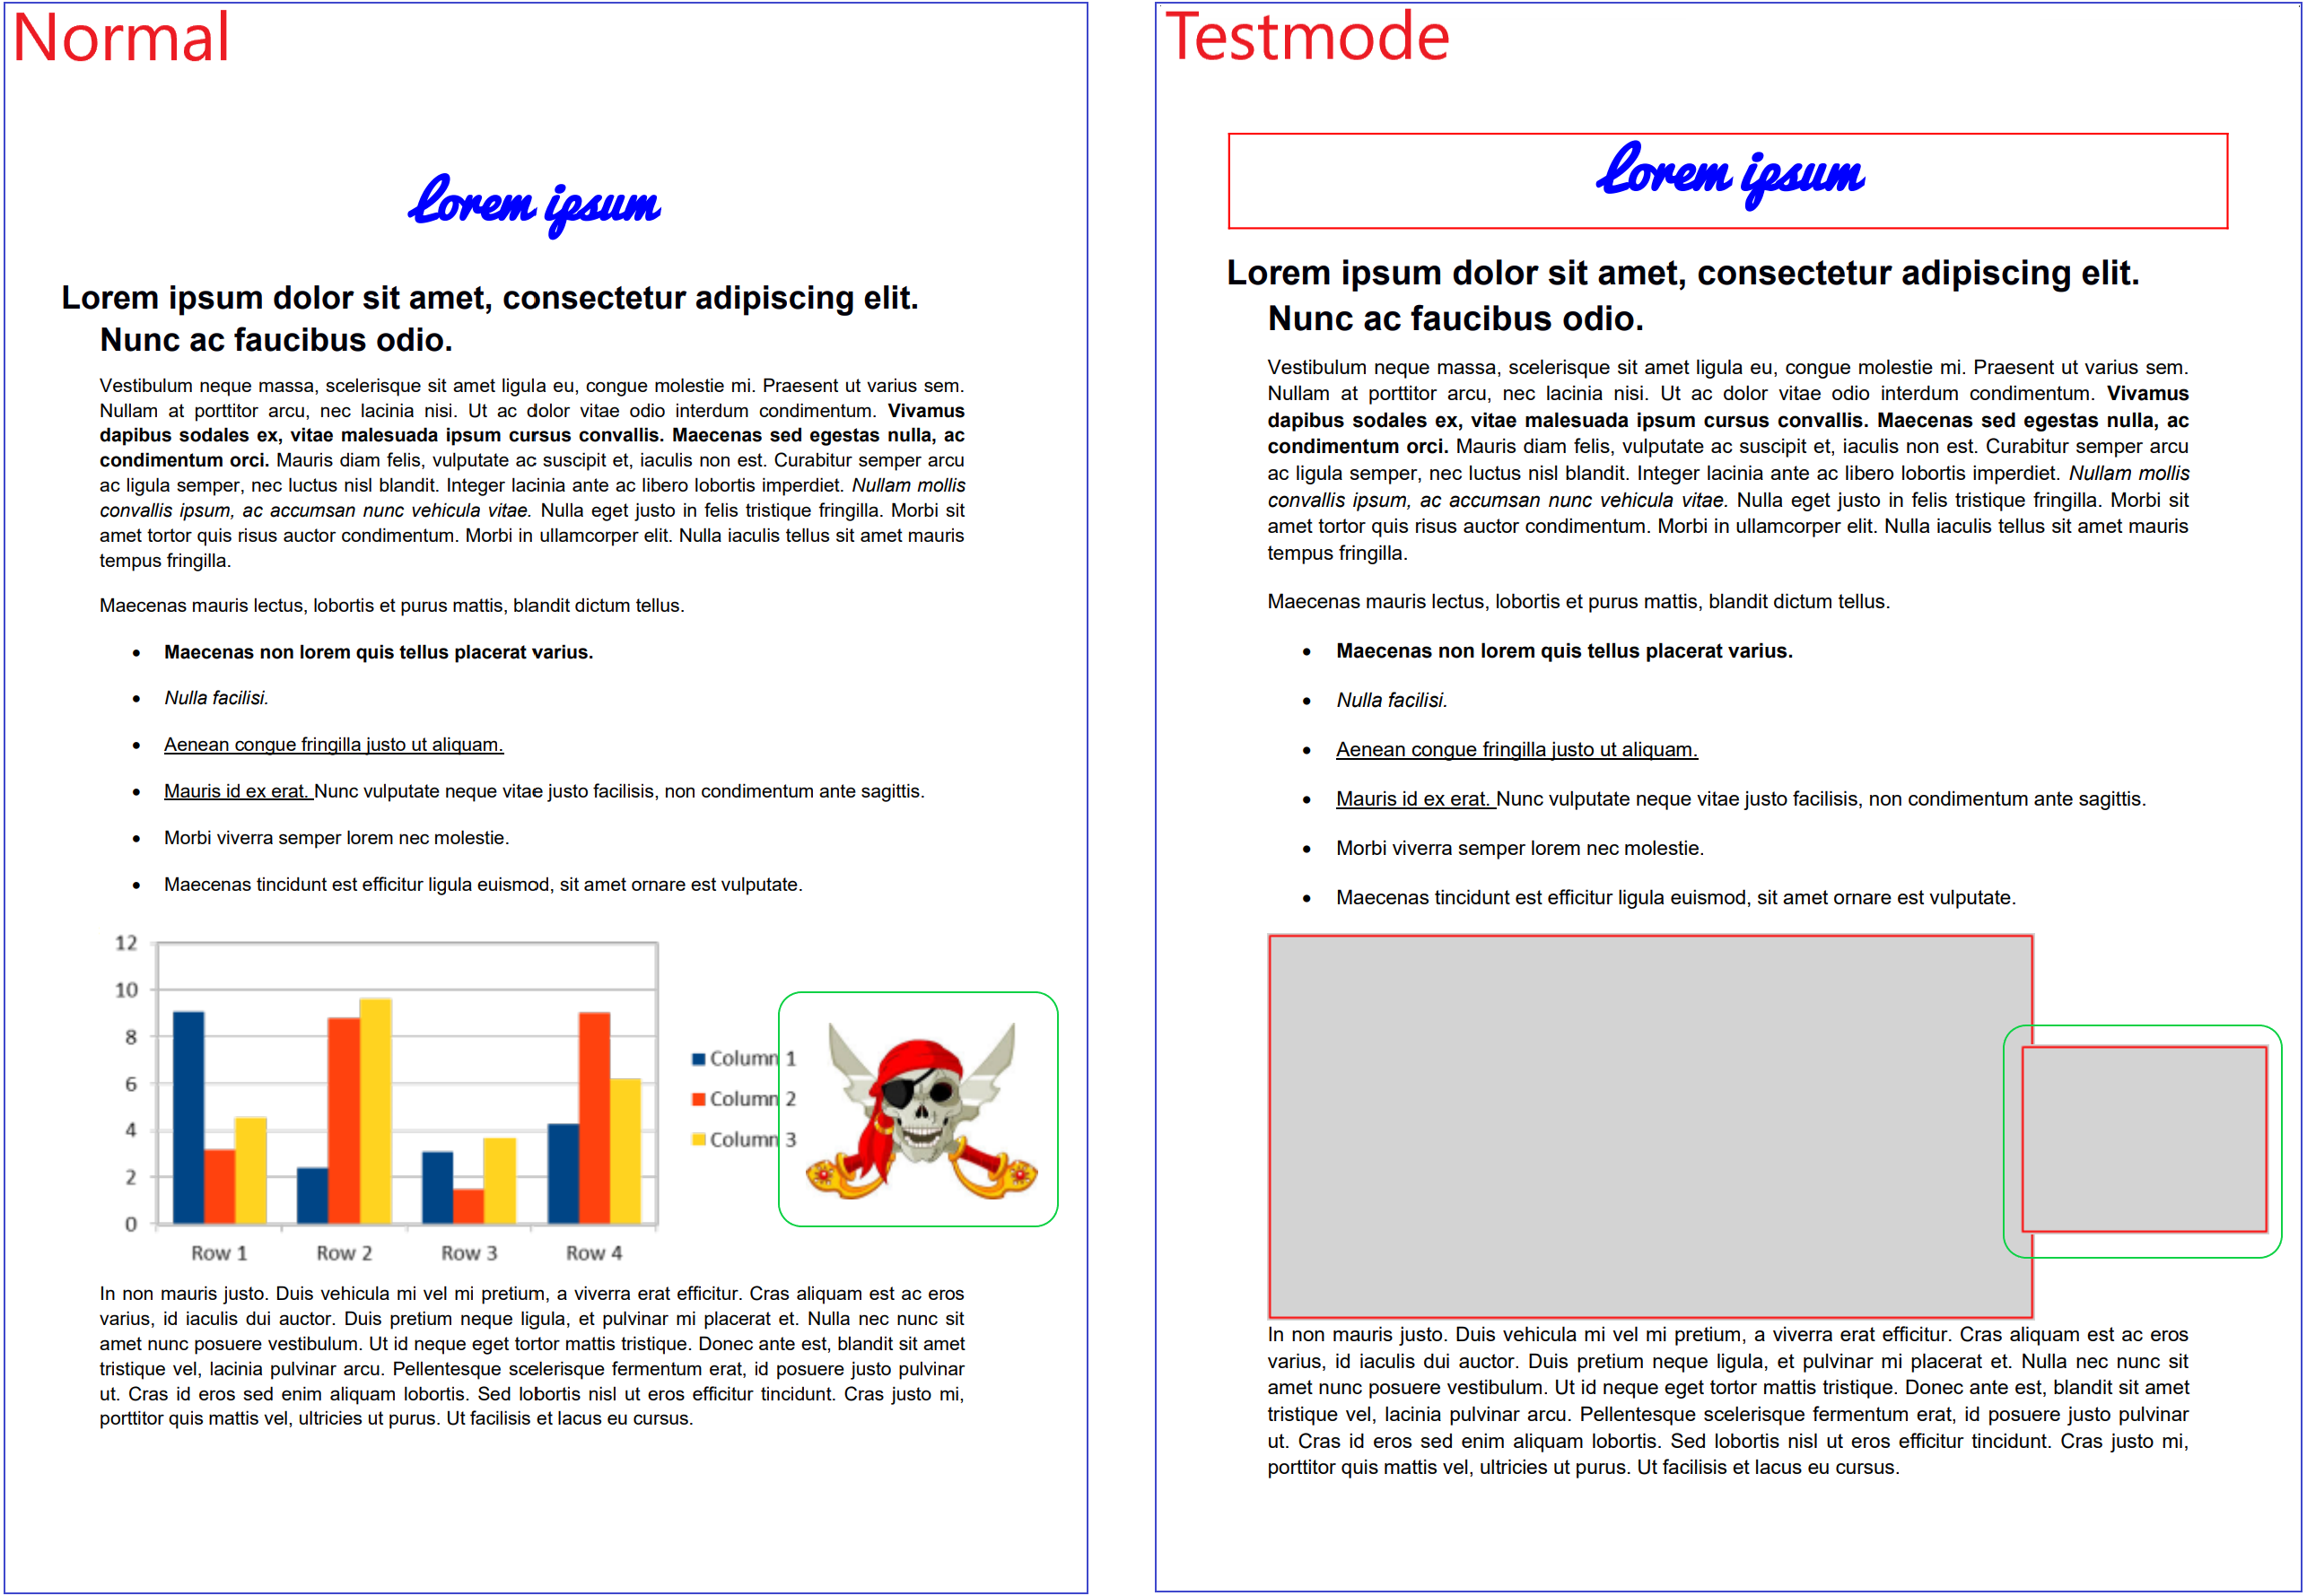 Normal
Lorem ipsum
Lorem ipsum dolor sit amet, consectetur adipiscing elit.
Nunc ac faucibus odio.
Vestibulum neque massa, scelerisque sit amet ligula eu, congue molestie mi. Praesent ut varius sem.
Nullam at porttitor arcu, nec lacinia nisi. Ut ac dolor vitae odio interdum condimentum. Vivamus
dapibus sodales ex, vitae malesuada ipsum cursus convallis. Maecenas sed egestas nulla, ac
condimentum orci. Mauris diam felis, vulputate ac suscipit et, iaculis non est. Curabitur semper arcu
ac ligula semper, nec luctus nisl blandit. Integer lacinia ante ac libero lobortis imperdiet. Nullam mollis
convallis ipsum, ac accumsan nunc vehicula vitae. Nulla eget justo in felis tristique fringilla. Morbi sit
amet tortor quis risus auctor condimentum. Morbi in ullamcorper elit. Nulla iaculis tellus sit amet mauris
tempus fringilla.
Maecenas mauris lectus, lobortis et purus mattis, blandit dictum tellus.
• Maecenas non lorem quis tellus placerat varius.
• Nulla facilisi.
• Aenean congue fringilla justo ut aliquam.
• Mauris id ex erat. Nunc vulputate neque vitae justo facilisis, non condimentum ante sagittis.
• Morbi viverra semper lorem nec molestie.
• Maecenas tincidunt est efficitur ligula euismod, sit amet ornare est vulputate.
12
10
8
6
4
2
0
Row 1 Row 2 Row 3 Row 4
Column 1
Column 2
Column 3
In non mauris justo. Duis vehicula mi vel mi pretium, a viverra erat efficitur. Cras aliquam est ac eros
varius, id iaculis dui auctor. Duis pretium neque ligula, et pulvinar mi placerat et. Nulla nec nunc sit
amet nunc posuere vestibulum. Ut id neque eget tortor mattis tristique. Donec ante est, blandit sit amet
tristique vel, lacinia pulvinar arcu. Pellentesque scelerisque fermentum erat, id posuere justo pulvinar
ut. Cras id eros sed enim aliquam lobortis. Sed lobortis nisl ut eros efficitur tincidunt. Cras justo mi,
porttitor quis mattis vel, ultricies ut purus. Ut facilisis et lacus eu cursus.
Testmode
Lorem ipsum
Lorem ipsum dolor sit amet, consectetur adipiscing elit.
Nunc ac faucibus odio.
Vestibulum neque massa, scelerisque sit amet ligula eu, congue molestie mi. Praesent ut varius sem.
Nullam at porttitor arcu, nec lacinia nisi. Ut ac dolor vitae odio interdum condimentum. Vivamus
dapibus sodales ex, vitae malesuada ipsum cursus convallis. Maecenas sed egestas nulla, ac
condimentum orci. Mauris diam felis, vulputate ac suscipit et, iaculis non est. Curabitur semper arcu
ac ligula semper, nec luctus nisl blandit. Integer lacinia ante ac libero lobortis imperdiet. Nullam mollis
convallis ipsum, ac accumsan nunc vehicula vitae. Nulla eget justo in felis tristique fringilla. Morbi sit
amet tortor quis risus auctor condimentum. Morbi in ullamcorper elit. Nulla iaculis tellus sit amet mauris
tempus fringilla.
Maecenas mauris lectus, lobortis et purus mattis, blandit dictum tellus.
• Maecenas non lorem quis tellus placerat varius.
• Nulla facilisi.
• Aenean congue fringilla justo ut aliquam.
• Mauris id ex erat. Nunc vulputate neque vitae justo facilisis, non condimentum ante sagittis.
• Morbi viverra semper lorem nec molestie.
• Maecenas tincidunt est efficitur ligula euismod, sit amet ornare est vulputate.
In non mauris justo. Duis vehicula mi vel mi pretium, a viverra erat efficitur. Cras aliquam est ac eros
varius, id iaculis dui auctor. Duis pretium neque ligula, et pulvinar mi placerat et. Nulla nec nunc sit
amet nunc posuere vestibulum. Ut id neque eget tortor mattis tristique. Donec ante est, blandit sit amet
tristique vel, lacinia pulvinar arcu. Pellentesque scelerisque fermentum erat, id posuere justo pulvinar
ut. Cras id eros sed enim aliquam lobortis. Sed lobortis nisl ut eros efficitur tincidunt. Cras justo mi,
porttitor quis mattis vel, ultricies ut purus. Ut facilisis et lacus eu cursus.